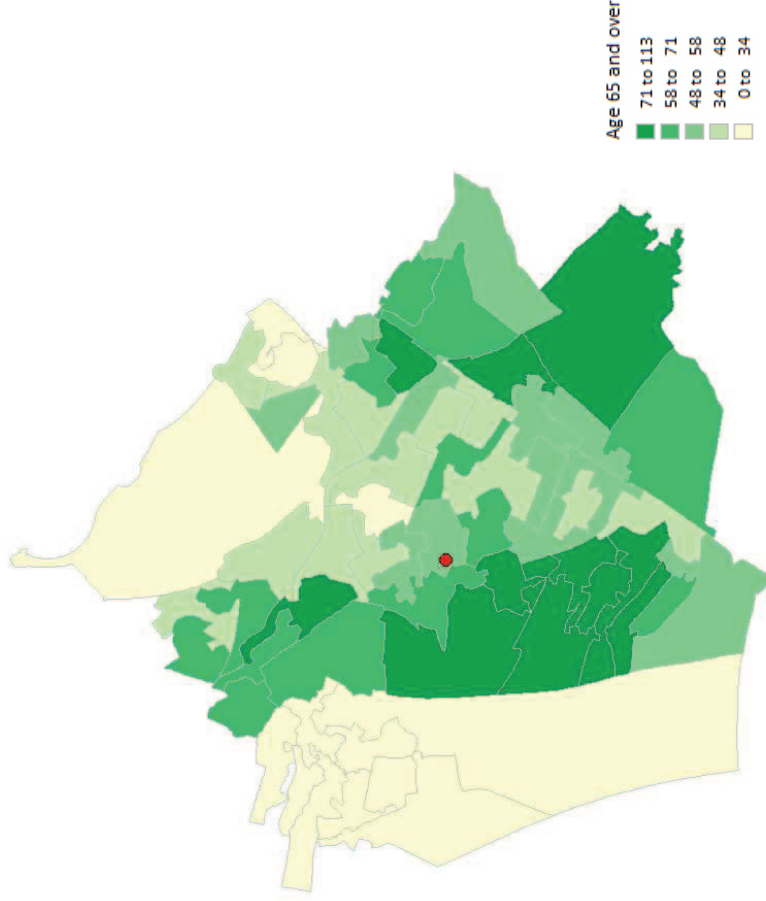 Age 65 and over
71 to 113
58 to 71
48 to 58
34 to 48
0 to 34